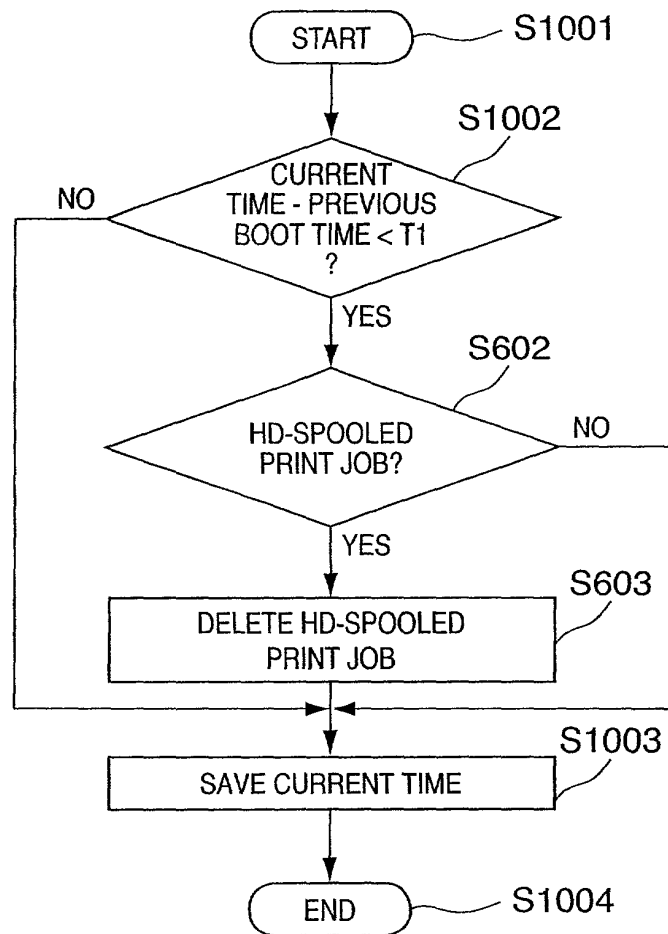 START
S1001
S1002
CURRENT
TIME - PREVIOUS
BOOT TIME < T1
?
NO
YES
S602
HD-SPOOLED
PRINT JOB?
NO
YES
S603
DELETE HD-SPOOLED
PRINT JOB
S1003
SAVE CURRENT TIME
END
S1004